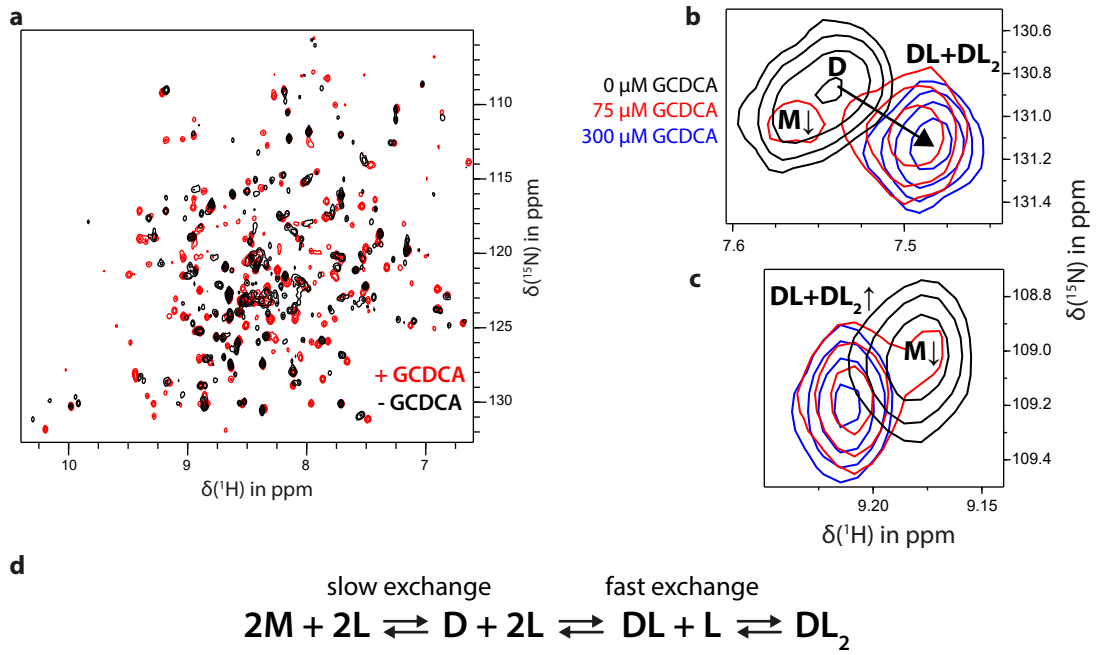 a
110
115
120
125
130
δ(¹⁵N) in ppm
+ GCDCA
- GCDCA
10
9
8
7
δ(¹H) in ppm
b
0 µM GCDCA
75 µM GCDCA
300 µM GCDCA
D
DL+DL₂
M↓
130.6
130.8
131.0
131.2
131.4
7.6
7.5
δ(¹⁵N) in ppm
c
DL+DL₂↑
M↓
108.8
109.0
109.2
109.4
9.20
9.15
δ(¹H) in ppm
d
slow exchange
fast exchange
2M + 2L ⇌ D + 2L ⇌ DL + L ⇌ DL₂